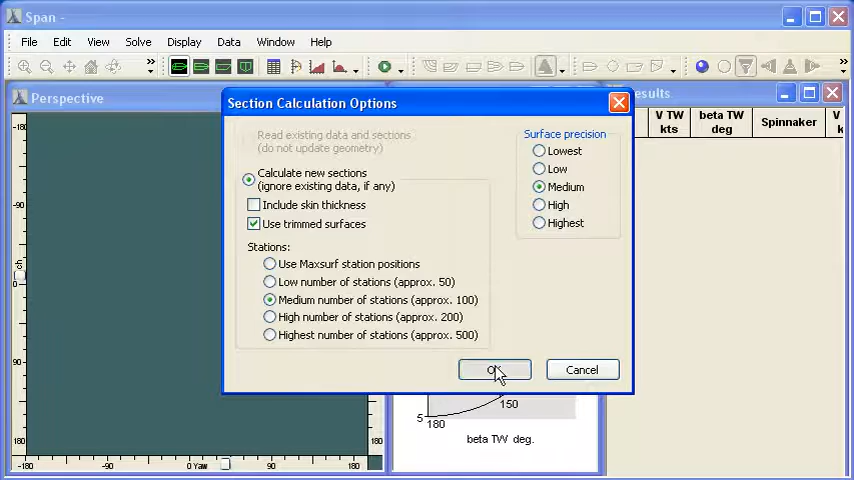 Span -
File Edit View Solve Display Data Window Help
Perspective
Results.
V TW kts
beta TW deg
Spinnaker
V k
Section Calculation Options
Read existing data and sections
(do not update geometry)
Calculate new sections
(ignore existing data, if any)
Include skin thickness
Use trimmed surfaces
Stations:
Use Maxsurf station positions
Low number of stations (approx. 50)
Medium number of stations (approx. 100)
High number of stations (approx. 200)
Highest number of stations (approx. 500)
Surface precision
Lowest
Low
Medium
High
Highest
OK
Cancel
-180
-90
0
90
180
ch
-180
-90
0 Yaw
90
180
5
180
150
beta TW deg.